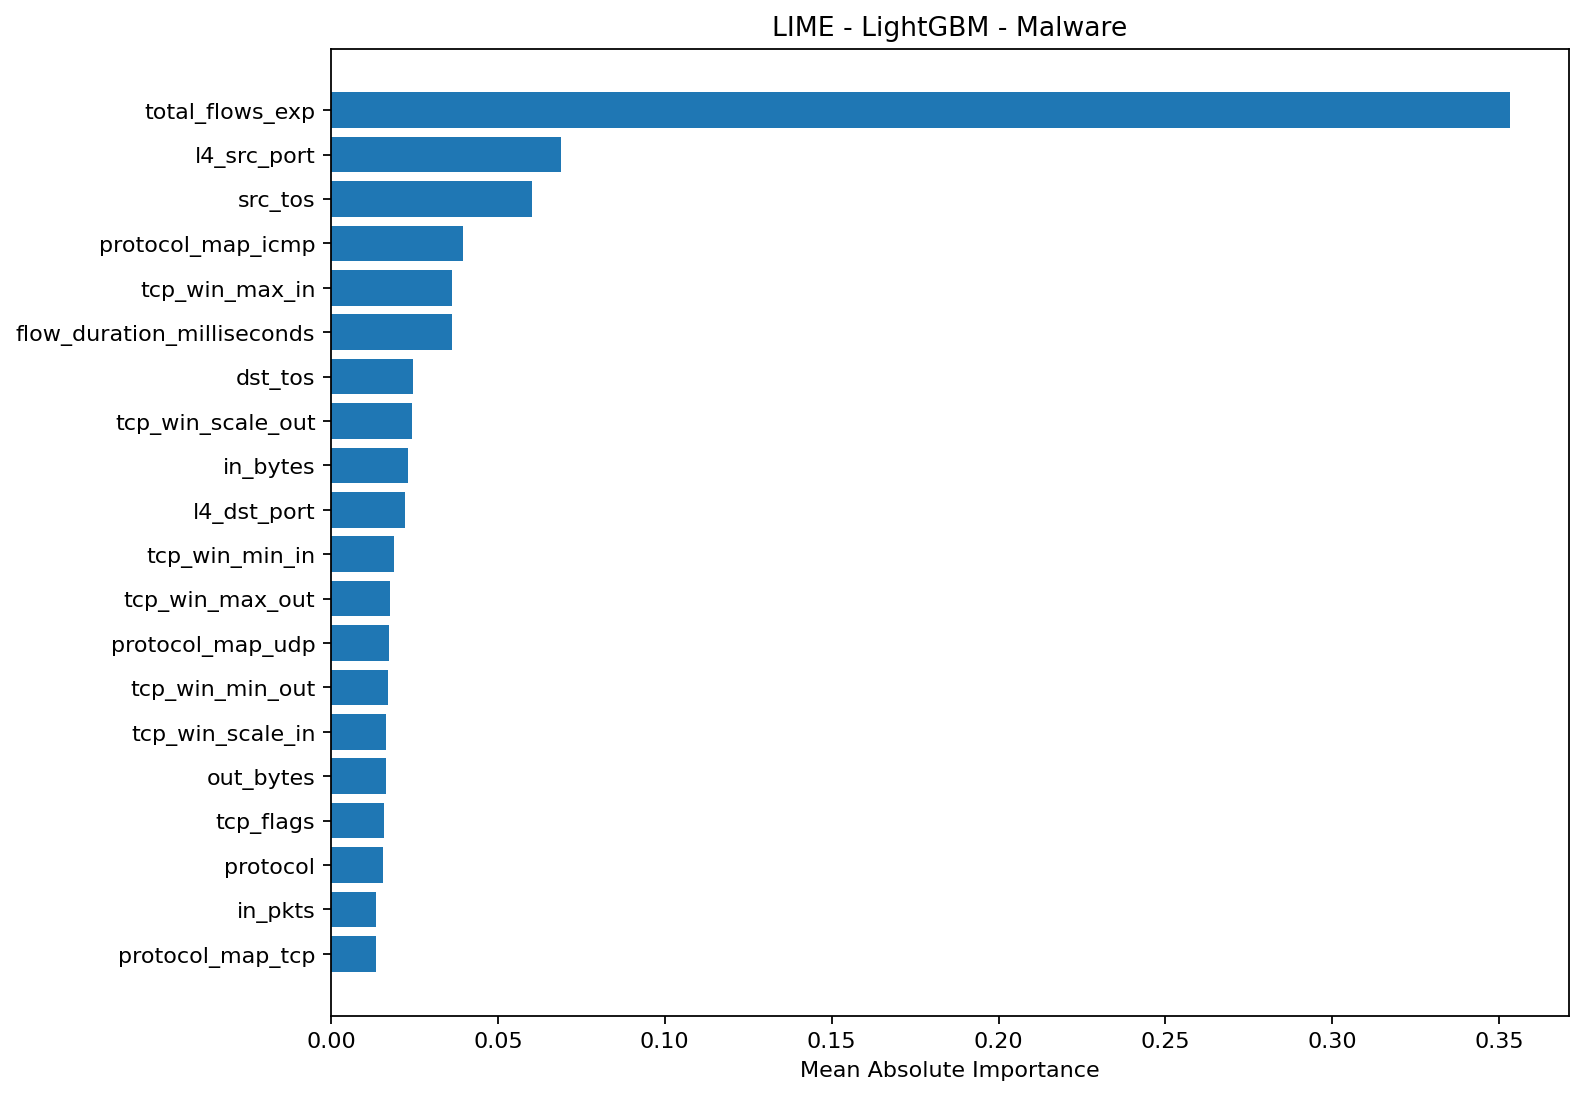 LIME - LightGBM - Malware
total_flows_exp
l4_src_port
src_tos
protocol_map_icmp
tcp_win_max_in
flow_duration_milliseconds
dst_tos
tcp_win_scale_out
in_bytes
l4_dst_port
tcp_win_min_in
tcp_win_max_out
protocol_map_udp
tcp_win_min_out
tcp_win_scale_in
out_bytes
tcp_flags
protocol
in_pkts
protocol_map_tcp
0.00 0.05 0.10 0.15 0.20 0.25 0.30 0.35
Mean Absolute Importance